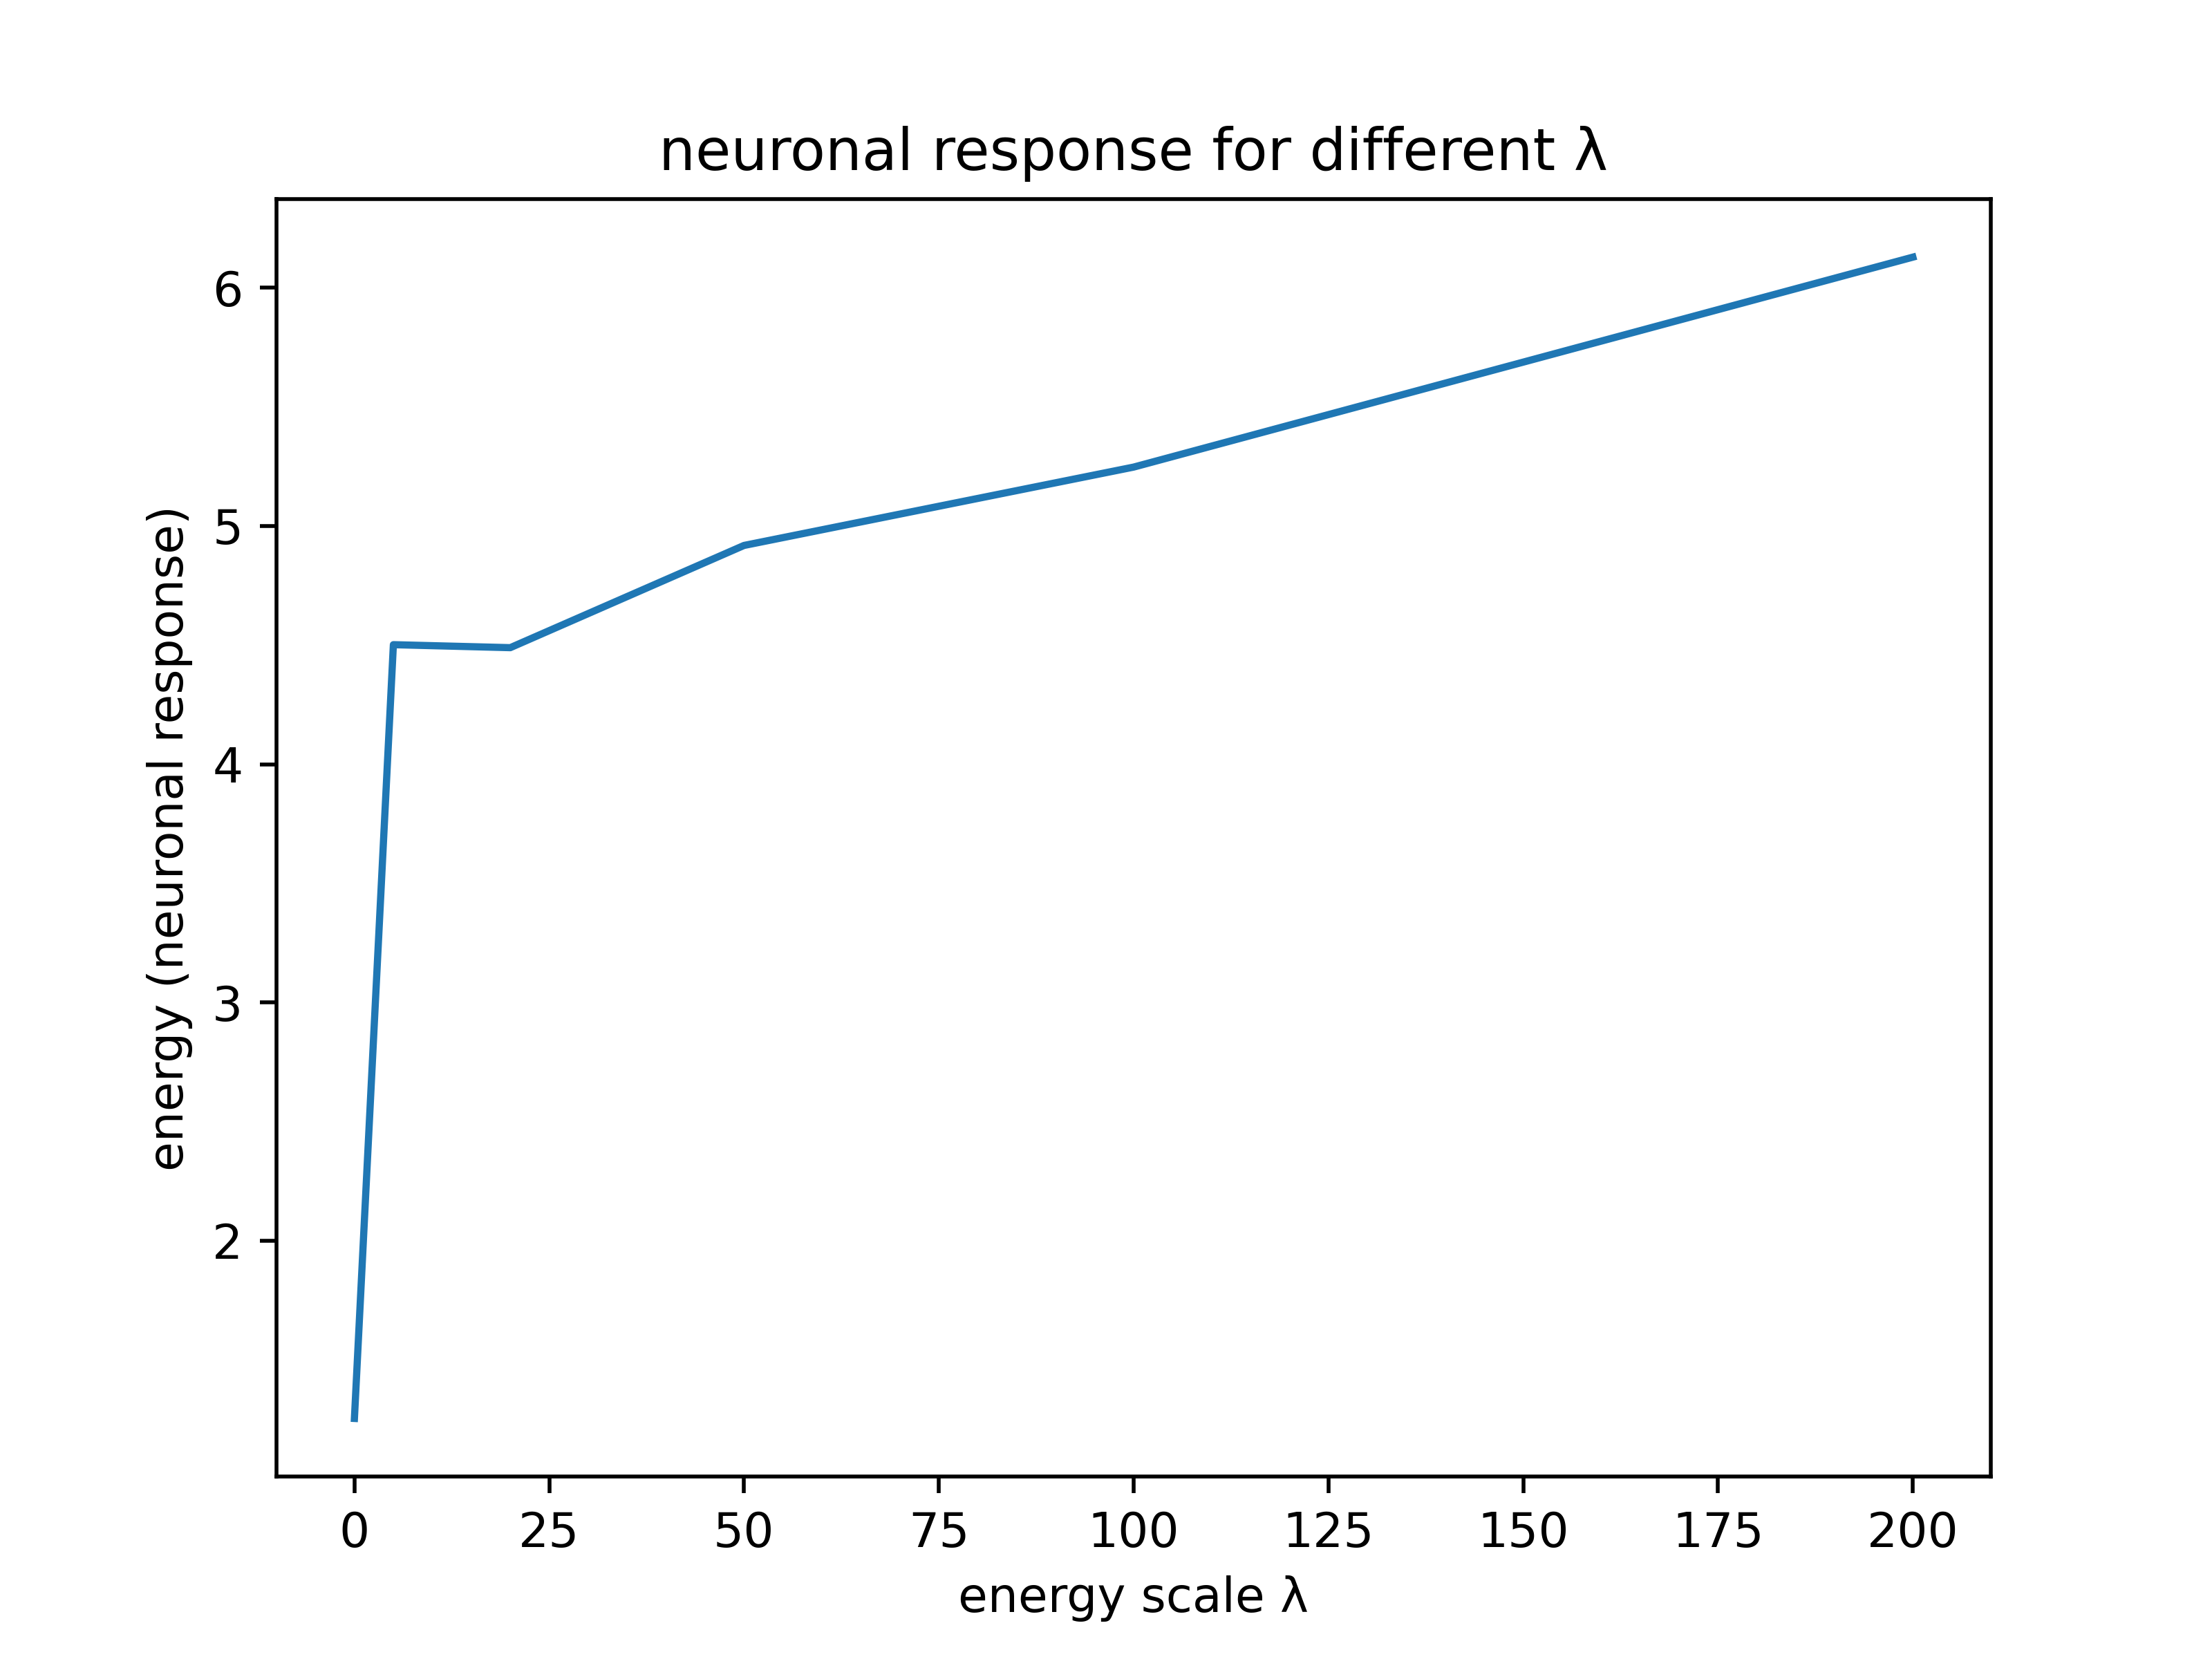 neuronal response for different λ
energy (neuronal response)
6
5
4
3
2
0 25 50 75 100 125 150 175 200
energy scale λ